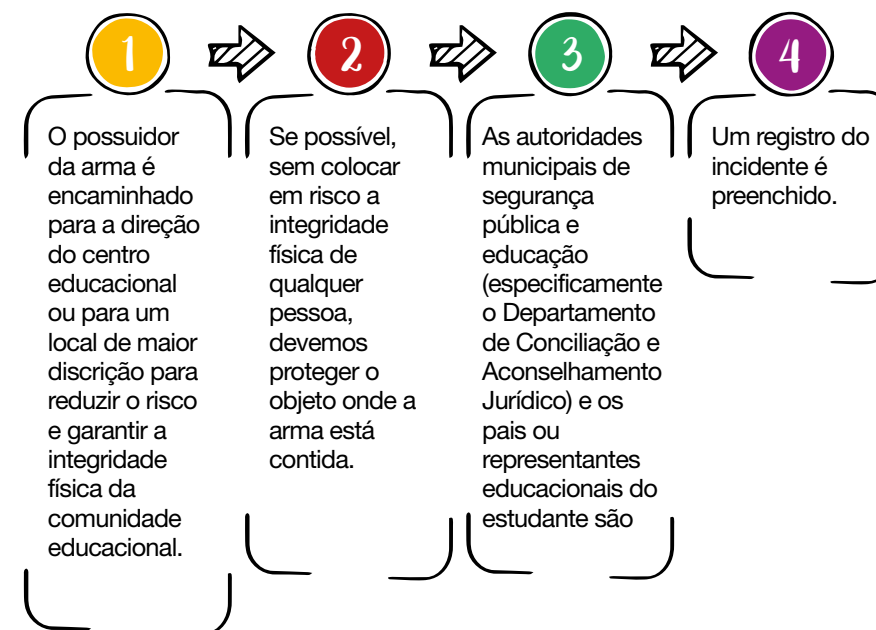 1
O possuidor
da arma é
encaminhado
para a direção
do centro
educacional
ou para um
local de maior
discrição para
reduzir o risco
e garantir a
integridade
física da
comunidade
educacional.
2
Se possível,
sem colocar
em risco a
integridade
física de
qualquer
pessoa,
devemos
proteger o
objeto onde a
arma está
contida.
3
As autoridades
municipais de
segurança
pública e
educação
(especificamente
o Departamento
de Conciliação e
Aconselhamento
Jurídico) e os
pais ou
representantes
educacionais do
estudante são
4
Um registro do
incidente é
preenchido.